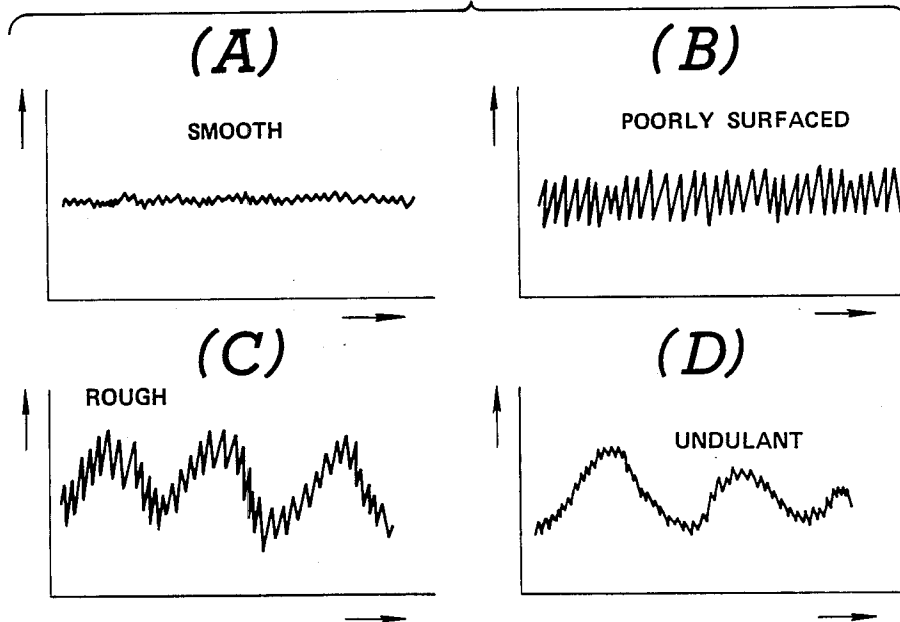 (A)
SMOOTH
(B)
POORLY SURFACED
(C)
ROUGH
(D)
UNDULANT